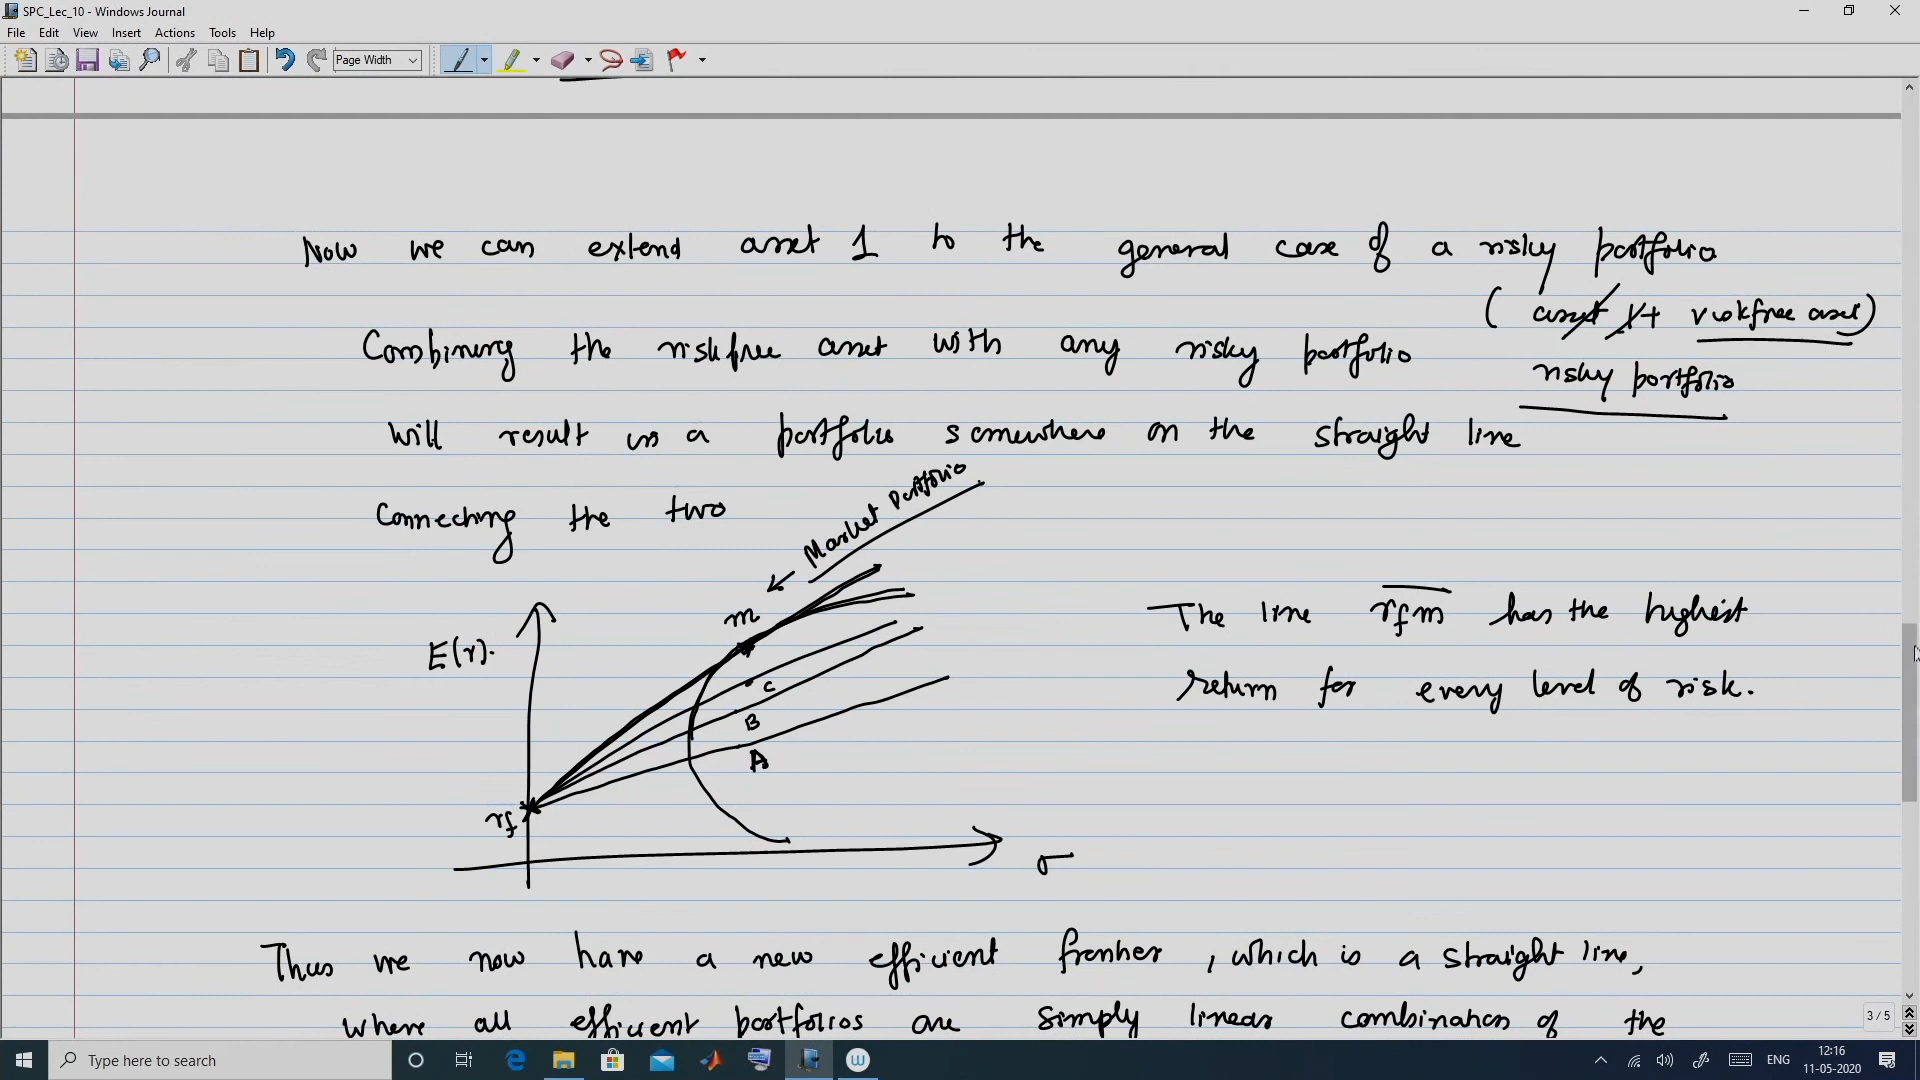 SPC_Lec_10 - Windows Journal
File Edit View Insert Actions Tools Help
Page Width
Now we can extend asset 1 to the general case of a risky portfolio
( asset 1 + riskfree asset)
risky portfolio
Combining the riskfree asset with any risky portfolio
will result in a portfolio somewhere on the straight line
connecting the two
Market Portfolio
m
E(r).
C
B
A
rf
σ
The line rfm has the highest
return for every level of risk.
Thus we now have a new efficient frontier, which is a straight line,
where all efficient portfolios are simply linear combination of the
3 / 5
Type here to search
ENG
12:16
11-05-2020